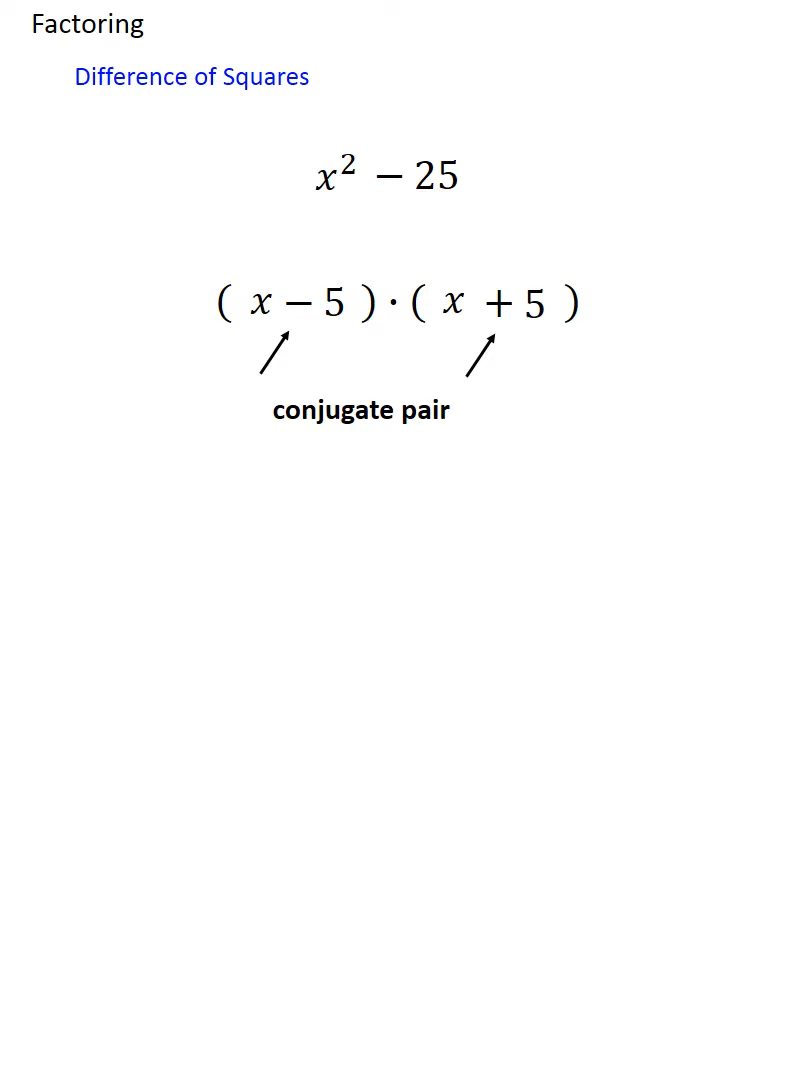 Factoring
Difference of Squares
x² − 25
( x − 5 ) · ( x + 5 )
conjugate pair